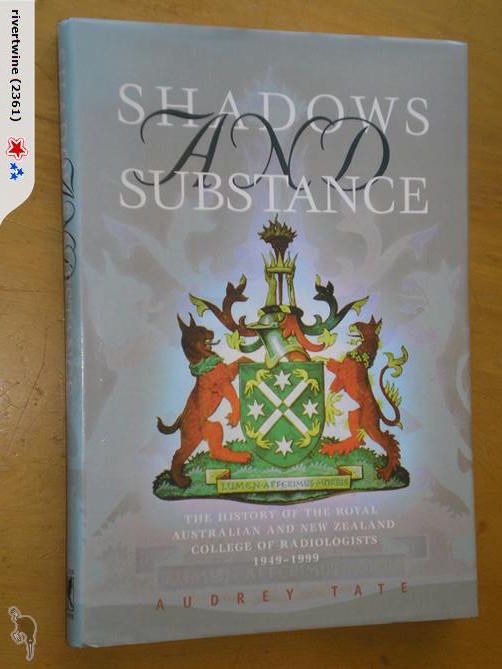 rivertwine (2361)
SHADOWS
AND
SUBSTANCE
LUMEN·AFFERIMUS·MORBIS
THE HISTORY OF THE ROYAL
AUSTRALIAN AND NEW ZEALAND
COLLEGE OF RADIOLOGISTS
1949–1999
AUDREY TATE